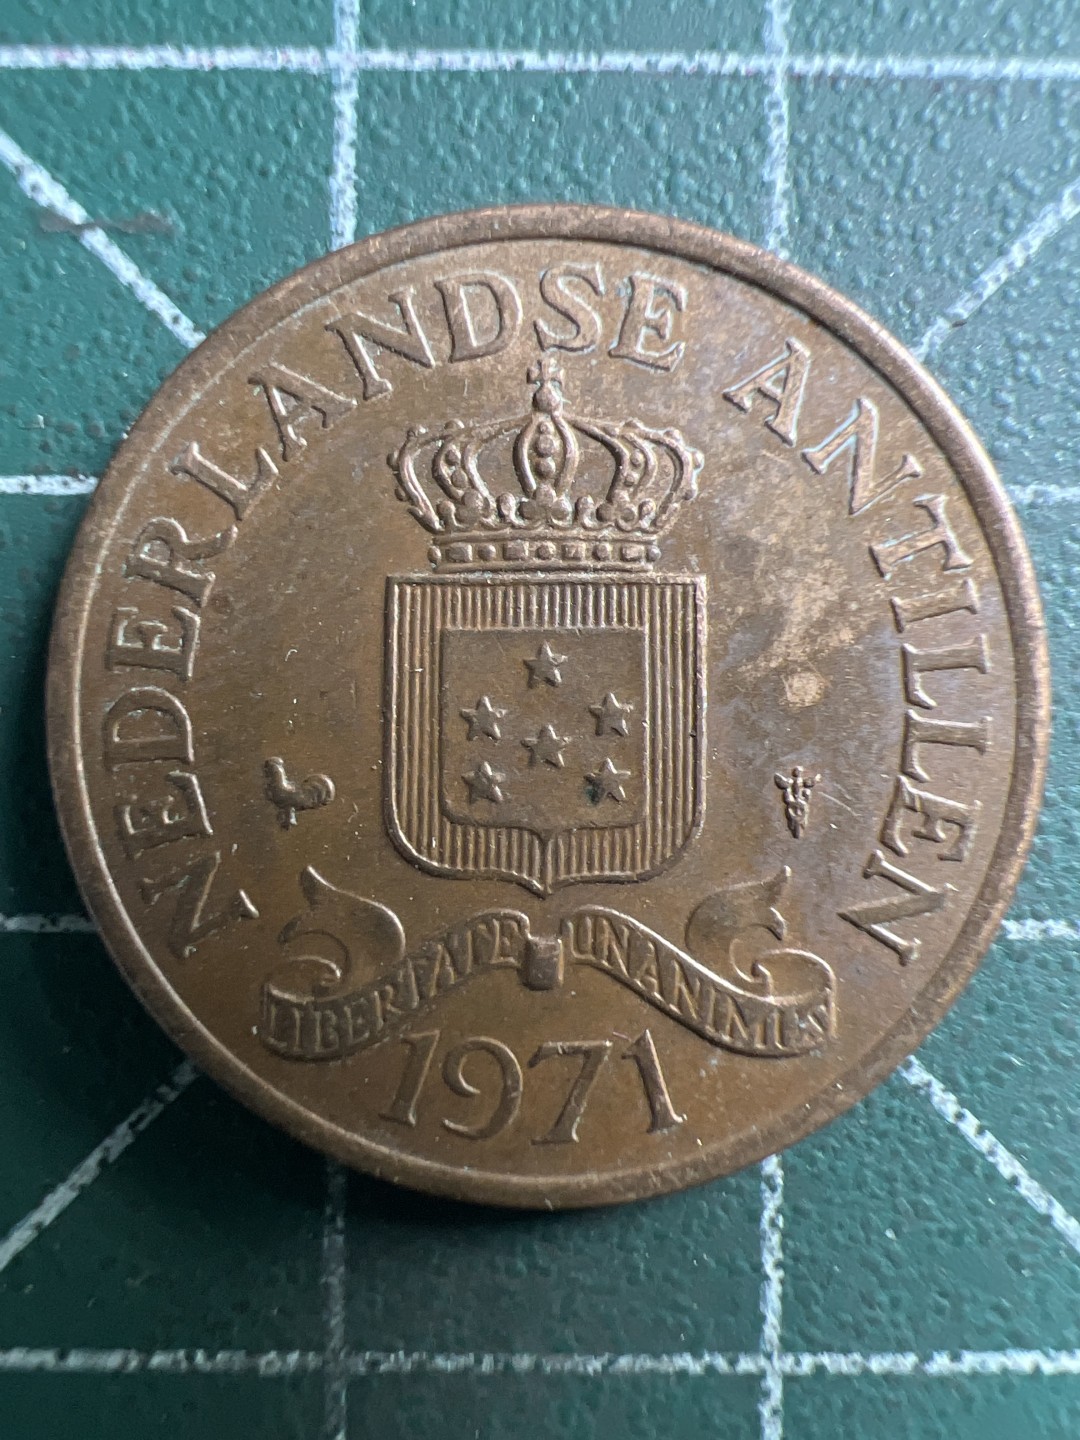 NEDERLANDSE ANTILLEN
LIBERTATE UNANIMUS
1971